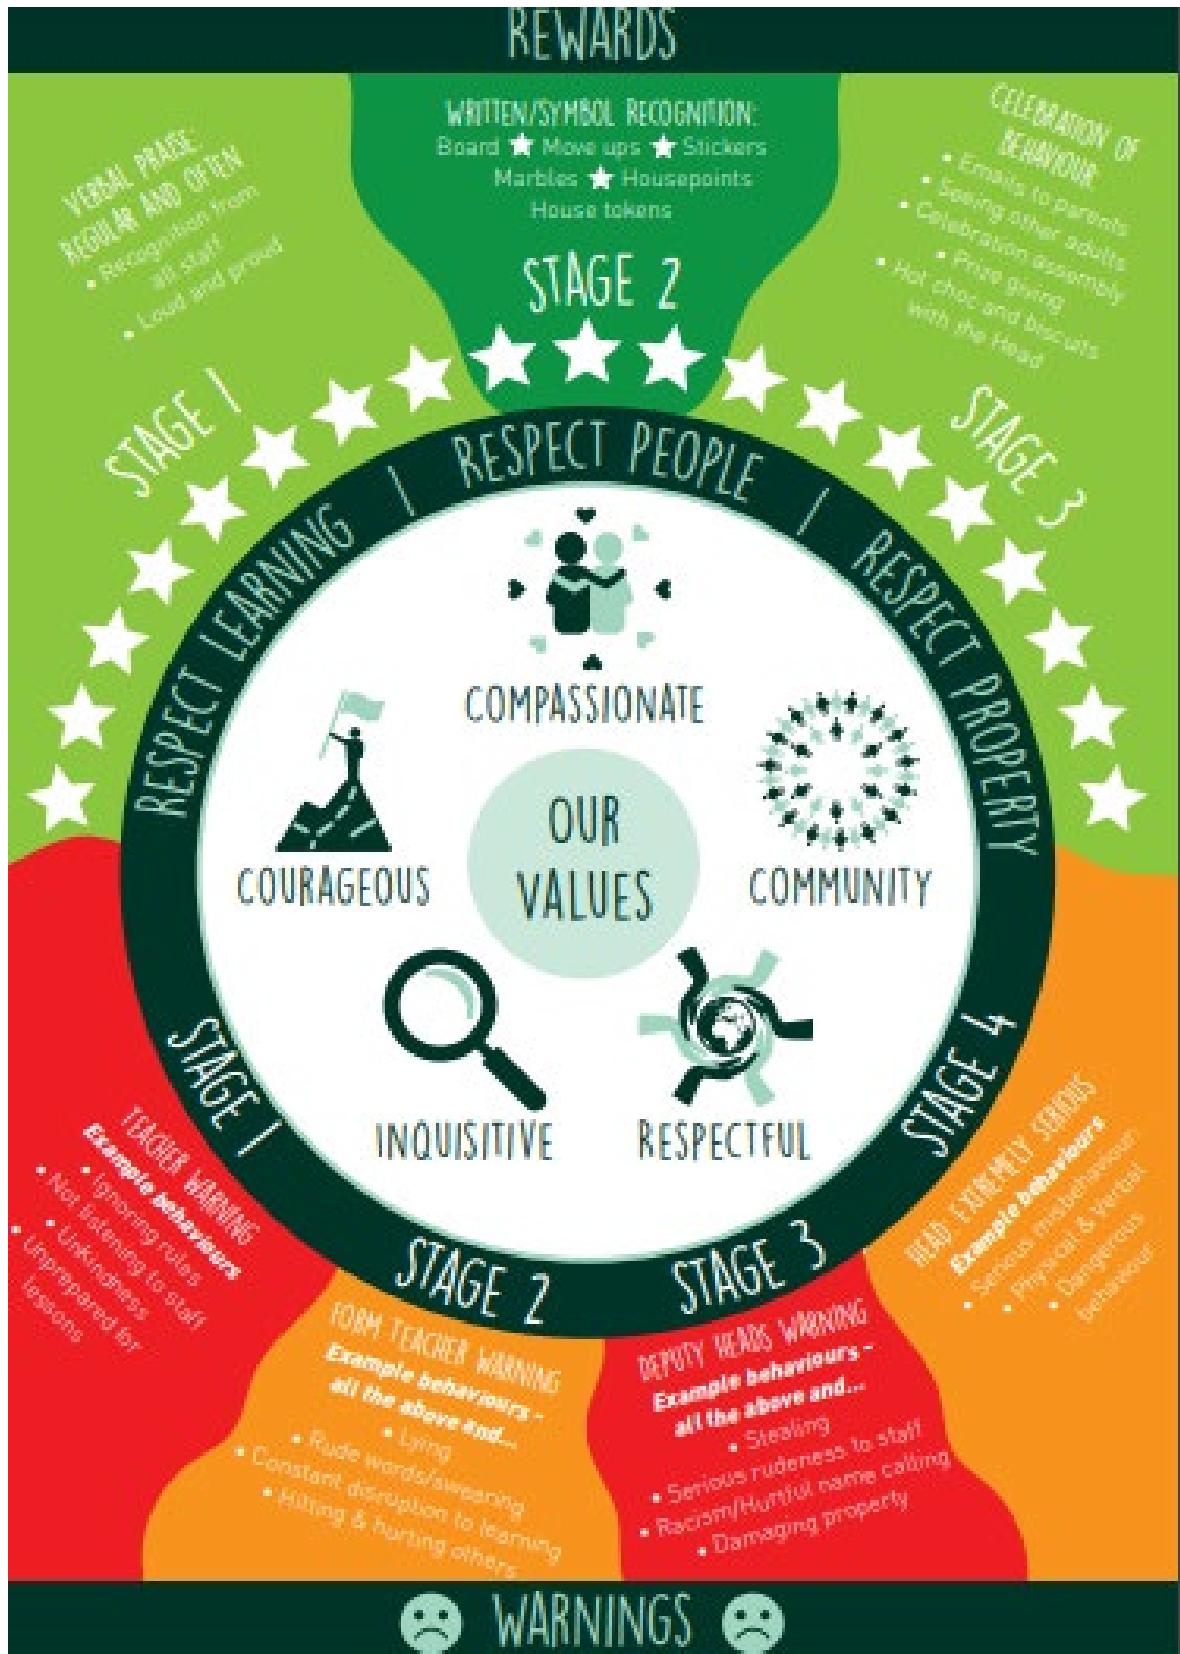 REWARDS
VERBAL PRAISE:
REGULAR AND OFTEN
• Recognition from
all staff
• Loud and proud
STAGE 1
WRITTEN/SYMBOL RECOGNITION:
Board ★ Move ups ★ Stickers
Marbles ★ Housepoints
House tokens
STAGE 2
CELEBRATION OF
BEHAVIOUR:
• Emails to parents
• Seeing other adults
• Celebration assembly
• Prize giving
• Hot choc and biscuits
with the Head
STAGE 3
RESPECT LEARNING | RESPECT PEOPLE | RESPECT PROPERTY
COMPASSIONATE
COURAGEOUS
OUR
VALUES
COMMUNITY
INQUISITIVE
RESPECTFUL
STAGE 1
TEACHER WARNING
Example behaviours
• Ignoring rules
• Not listening to staff
• Unkindness
• Unprepared for
lessons
STAGE 2
FORM TEACHER WARNING
Example behaviours -
all the above and...
• Lying
• Rude words/swearing
• Constant disruption to learning
• Hitting & hurting others
STAGE 3
DEPUTY HEADS WARNING
Example behaviours -
all the above and...
• Stealing
• Serious rudeness to staff
• Racism/Hurtful name calling
• Damaging property
STAGE 4
HEAD EXTREMELY SERIOUS
Example behaviours
• Serious misbehaviour
• Physical & Verbal
• Dangerous
behaviour
WARNINGS